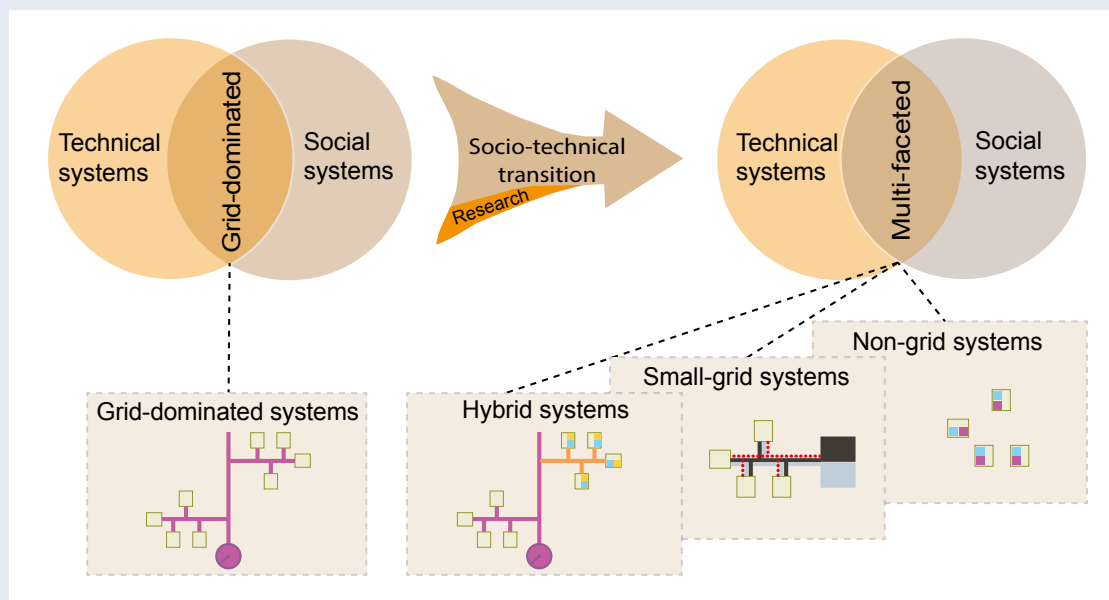 Technical
systems
Grid-dominated
Social
systems
Socio-technical
transition
Research
Technical
systems
Multi-faceted
Social
systems
Grid-dominated systems
Hybrid systems
Small-grid systems
Non-grid systems